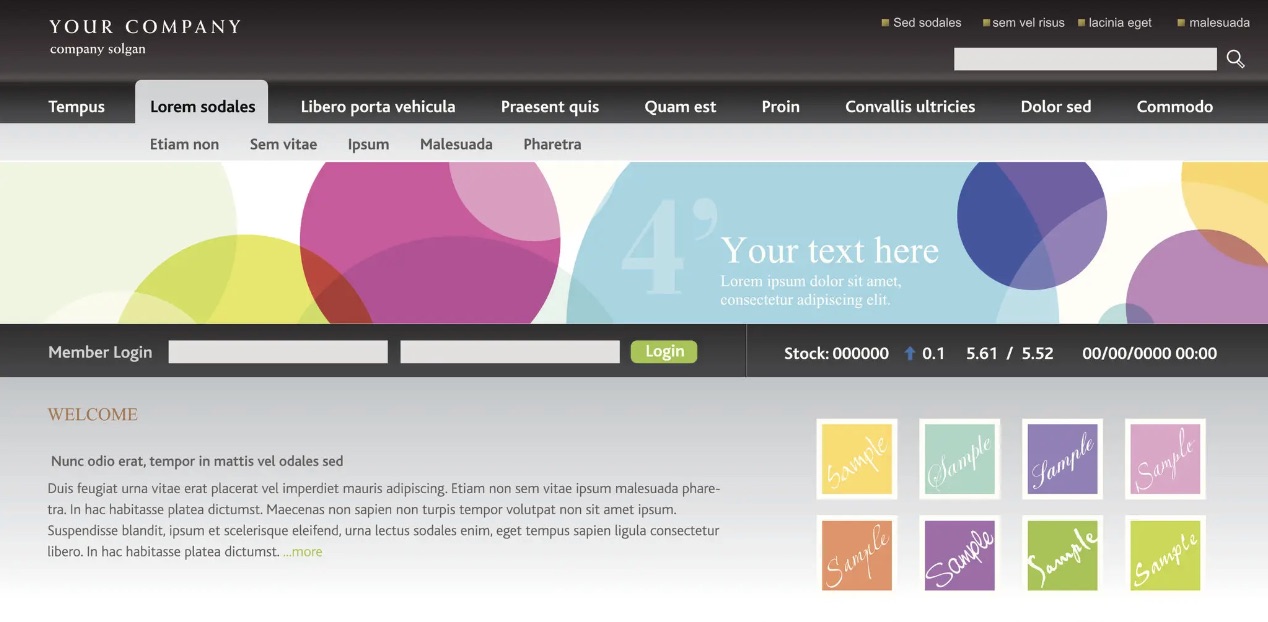 YOUR COMPANY
company solgan
Sed sodales sem vel risus lacinia eget malesuada
Tempus Lorem sodales Libero porta vehicula Praesent quis Quam est Proin Convallis ultricies Dolor sed Commodo
Etiam non Sem vitae Ipsum Malesuada Pharetra
4’
Your text here
Lorem ipsum dolor sit amet,
consectetur adipiscing elit.
Member Login Login Stock: 000000 0.1 5.61 / 5.52 00/00/0000 00:00
WELCOME
Nunc odio erat, tempor in mattis vel odales sed
Duis feugiat urna vitae erat placerat vel imperdiet mauris adipiscing. Etiam non sem vitae ipsum malesuada phare-
tra. In hac habitasse platea dictumst. Maecenas non sapien non turpis tempor volutpat non sit amet ipsum.
Suspendisse blandit, ipsum et scelerisque eleifend, urna lectus sodales enim, eget tempus sapien ligula consectetur
libero. In hac habitasse platea dictumst. ...more
Sample Sample Sample Sample
Sample Sample Sample Sample